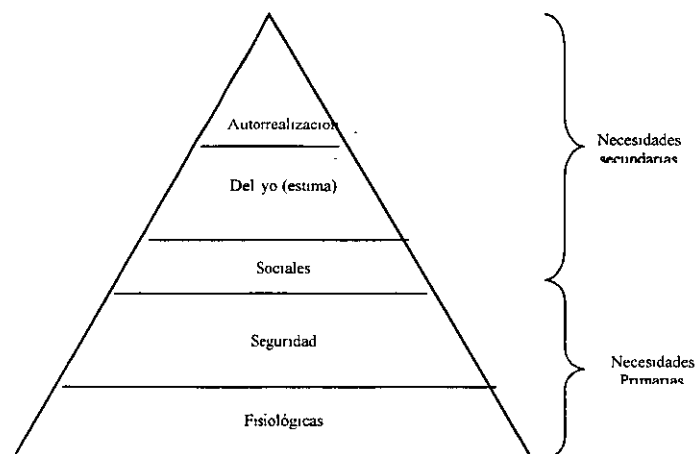 Autorrealización
Del yo (estima)
Sociales
Seguridad
Fisiológicas
Necesidades
secundarias
Necesidades
Primarias